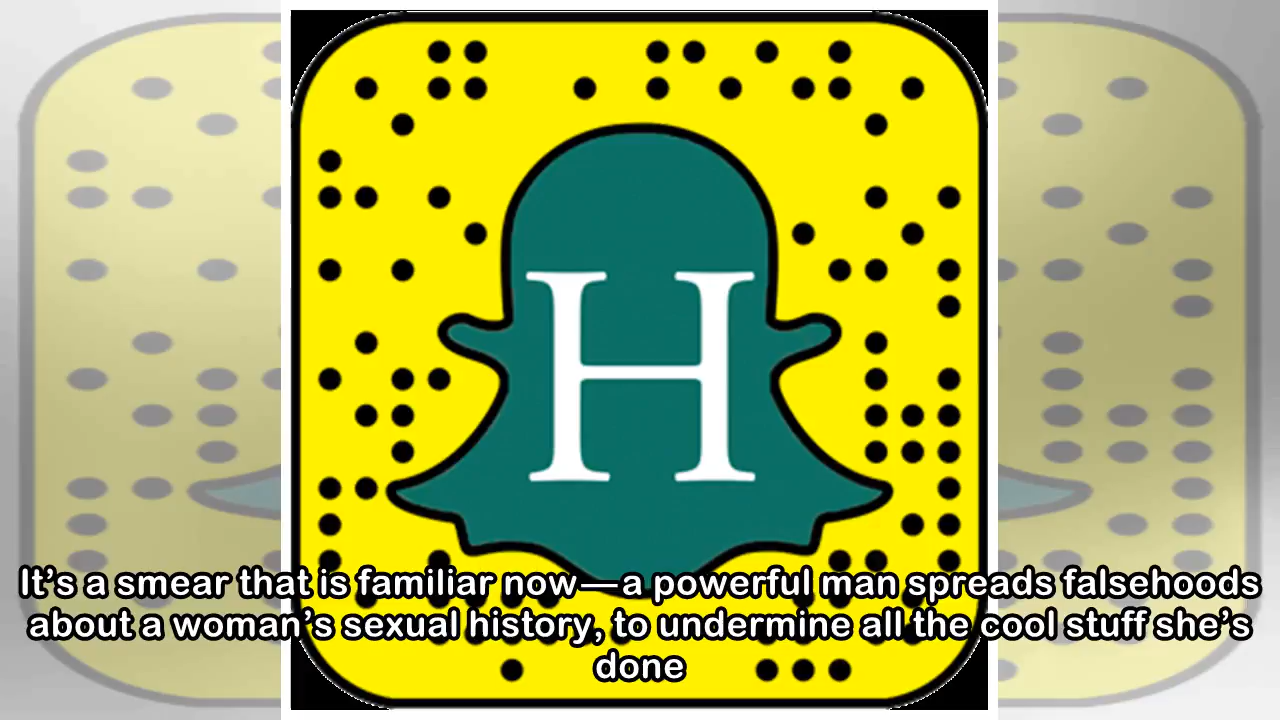 H
It’s a smear that is familiar now—a powerful man spreads falsehoods
about a woman’s sexual history, to undermine all the cool stuff she’s
done